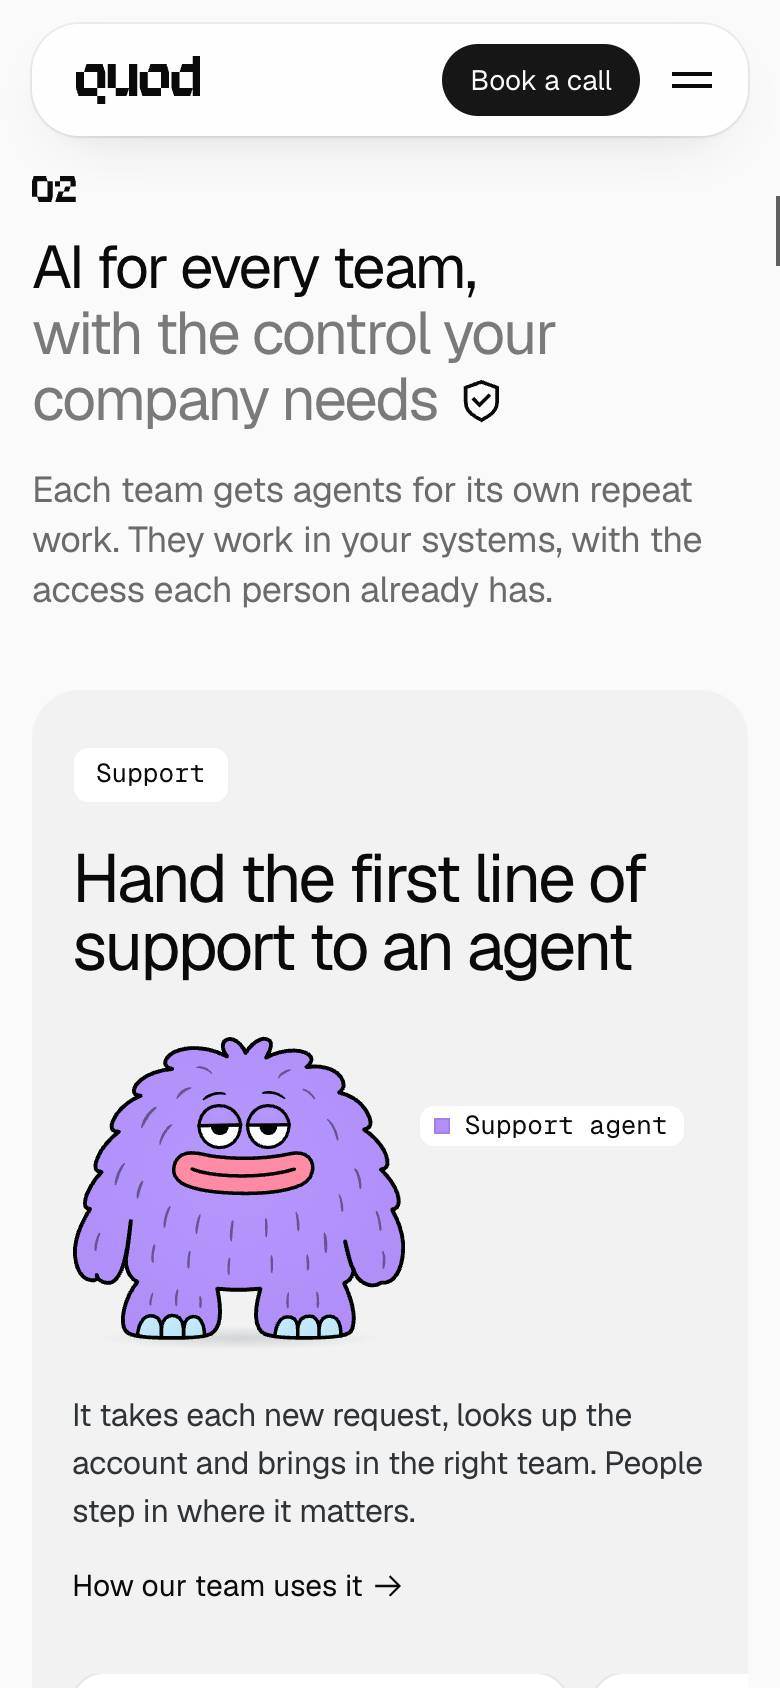 quod
Book a call
02
AI for every team,
with the control your
company needs
Each team gets agents for its own repeat
work. They work in your systems, with the
access each person already has.
Support
Hand the first line of
support to an agent
Support agent
It takes each new request, looks up the
account and brings in the right team. People
step in where it matters.
How our team uses it →